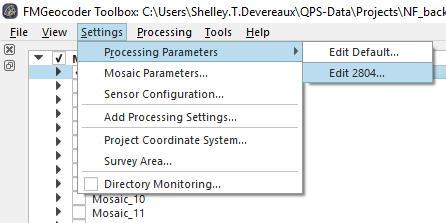 FMGeocoder Toolbox: C:\Users\Shelley.T.Devereaux\QPS-Data\Projects\NF_back
File View Settings Processing Tools Help
Processing Parameters
Edit Default...
Mosaic Parameters...
Edit 2804...
Sensor Configuration...
Add Processing Settings...
Project Coordinate System...
Survey Area...
Directory Monitoring...
Mosaic_10
Mosaic_11